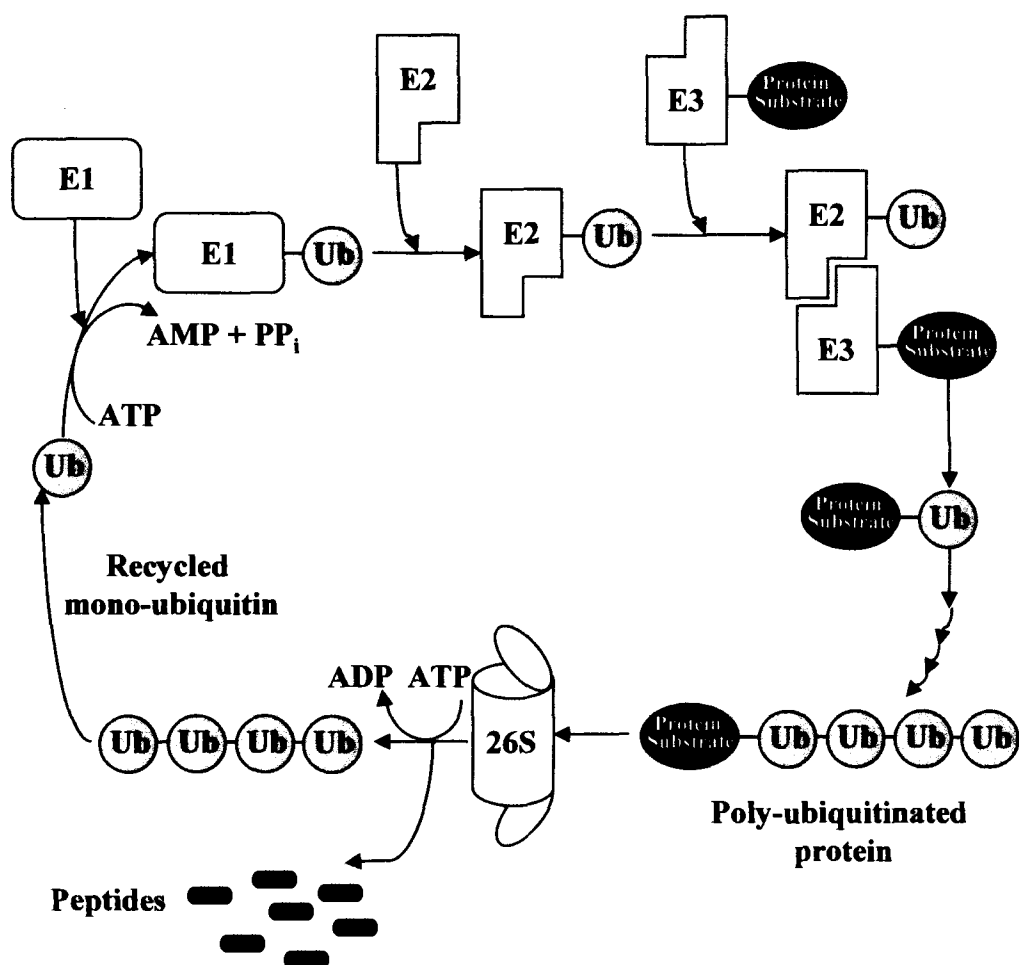 E2
E3
Protein
Substrate
E1
E1
Ub
E2
Ub
E2
Ub
AMP + PPi
E3
Protein
Substrate
ATP
Ub
Protein
Substrate
Ub
Recycled
mono-ubiquitin
ADP ATP
Ub Ub Ub Ub
26S
Protein
Substrate
Ub Ub Ub Ub
Poly-ubiquitinated
protein
Peptides